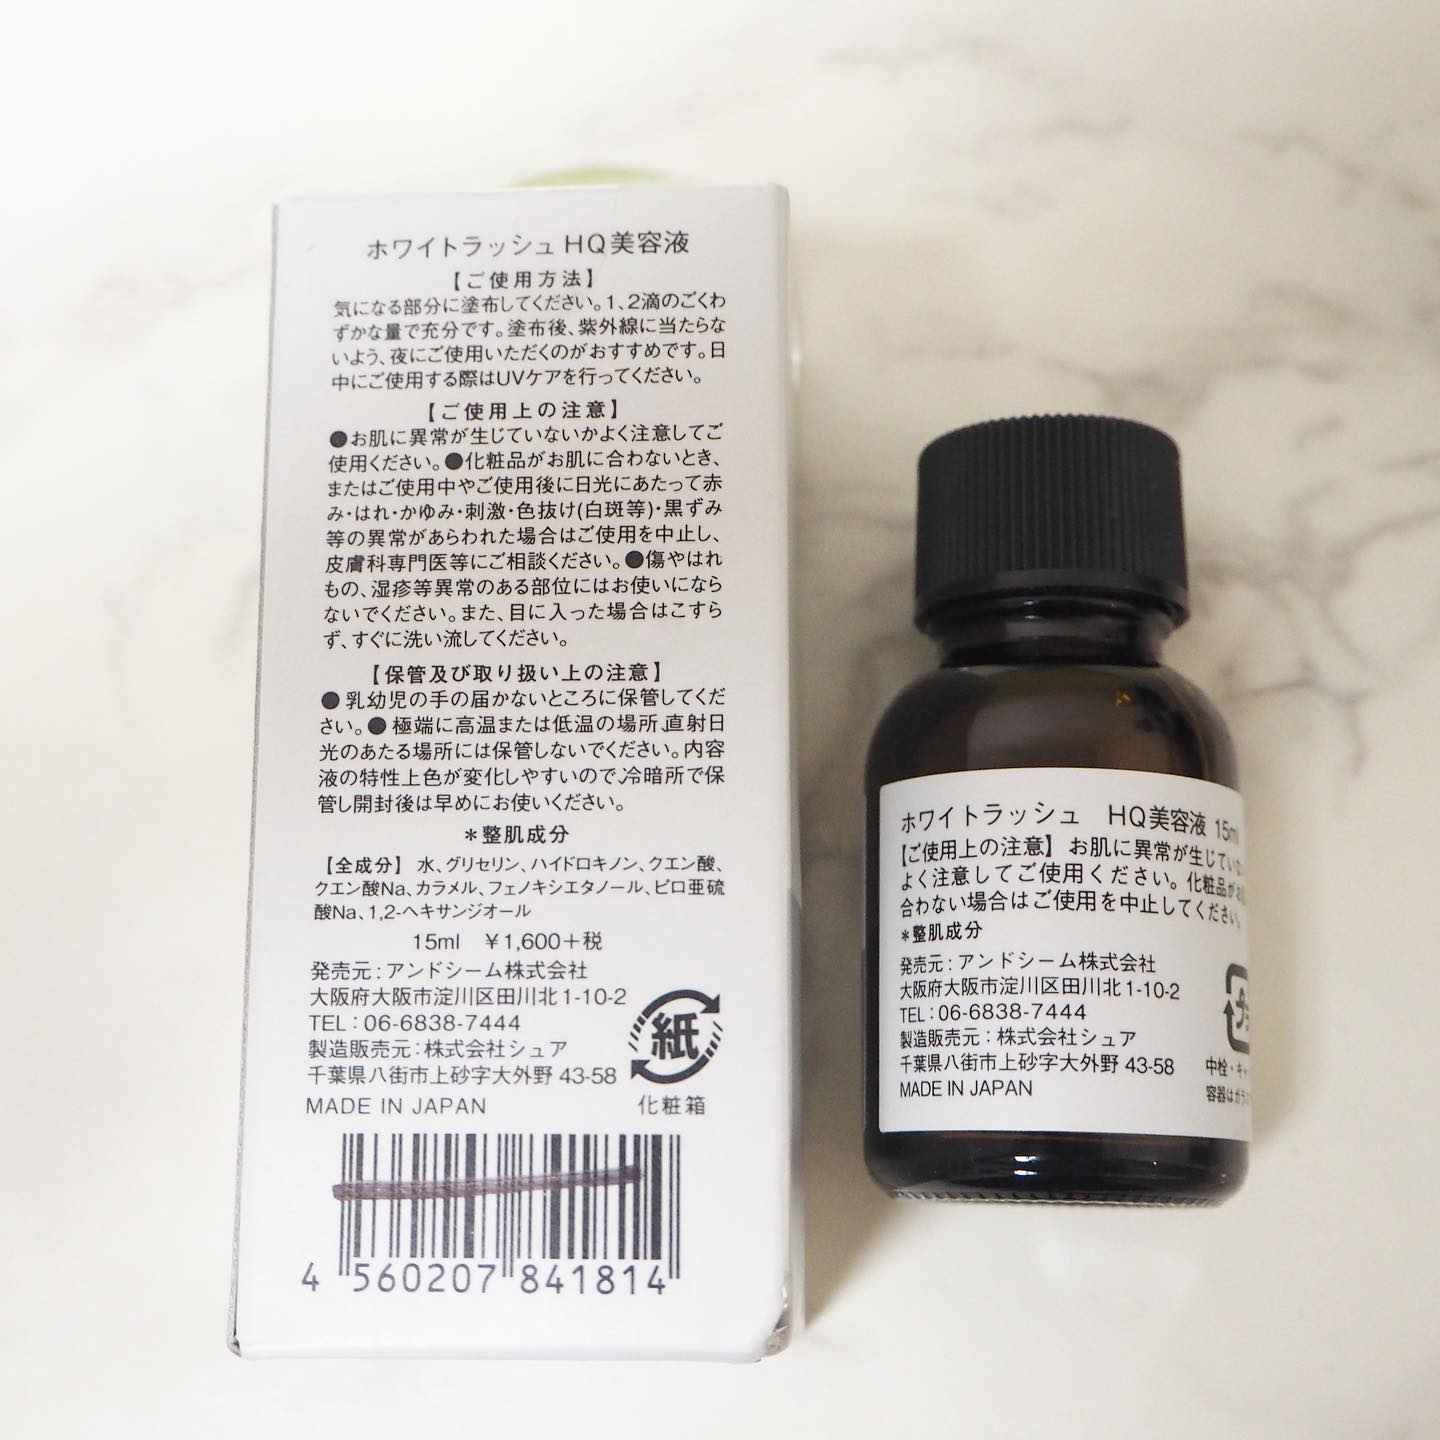 ホワイトラッシュHQ美容液
【ご使用方法】
気になる部分に塗布してください。1、2滴のごくわ
ずかな量で充分です。塗布後、紫外線に当たらな
いよう、夜にご使用いただくのがおすすめです。日
中にご使用する際はUVケアを行ってください。
【ご使用上の注意】
●お肌に異常が生じていないかよく注意してご
使用ください。●化粧品がお肌に合わないとき、
またはご使用中やご使用後に日光にあたって赤
み・はれ・かゆみ・刺激・色抜け(白斑等)・黒ずみ
等の異常があらわれた場合はご使用を中止し、
皮膚科専門医等にご相談ください。●傷やはれ
もの、湿疹等異常のある部位にはお使いになら
ないでください。また、目に入った場合はこすら
ず、すぐに洗い流してください。
【保管及び取り扱い上の注意】
●乳幼児の手の届かないところに保管してくだ
さい。●極端に高温または低温の場所、直射日
光のあたる場所には保管しないでください。内容
液の特性上色が変化しやすいので、冷暗所で保
管し開封後は早めにお使いください。
＊整肌成分
【全成分】 水、グリセリン、ハイドロキノン、クエン酸、
クエン酸Na、カラメル、フェノキシエタノール、ピロ亜硫
酸Na、1,2-ヘキサンジオール
15ml ￥1,600＋税
発売元：アンドシーム株式会社
大阪府大阪市淀川区田川北1-10-2
TEL：06-6838-7444
製造販売元：株式会社シュア
千葉県八街市上砂字大外野 43-58
MADE IN JAPAN
紙
化粧箱
4 560207 841814
ホワイトラッシュ HQ美容液 15ml
【ご使用上の注意】お肌に異常が生じていな
よく注意してご使用ください。化粧品がお
合わない場合はご使用を中止してください。
＊整肌成分
発売元：アンドシーム株式会社
大阪府大阪市淀川区田川北1-10-2
TEL：06-6838-7444
製造販売元：株式会社シュア
千葉県八街市上砂字大外野 43-58
MADE IN JAPAN
プ
中栓・キャ
容器はガラ